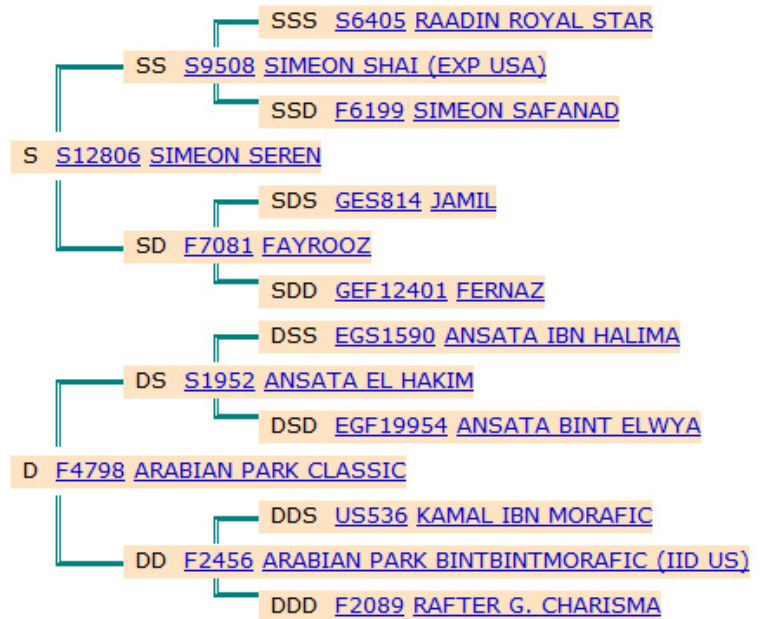 SSS S6405 RAADIN ROYAL STAR
SS S9508 SIMEON SHAI (EXP USA)
SSD F6199 SIMEON SAFANAD
S S12806 SIMEON SEREN
SDS GES814 JAMIL
SD F7081 FAYROOZ
SDD GEF12401 FERNAZ
DSS EGS1590 ANSATA IBN HALIMA
DS S1952 ANSATA EL HAKIM
DSD EGF19954 ANSATA BINT ELWYA
D F4798 ARABIAN PARK CLASSIC
DDS US536 KAMAL IBN MORAFIC
DD F2456 ARABIAN PARK BINTBINTMORAFIC (IID US)
DDD F2089 RAFTER G. CHARISMA